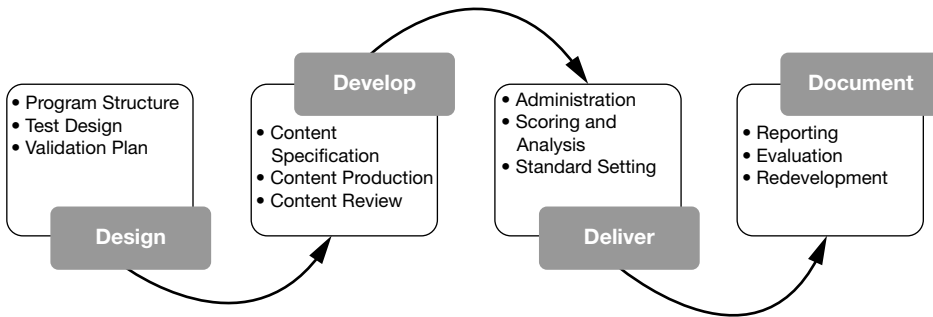 • Program Structure
• Test Design
• Validation Plan
Design
Develop
• Content
Specification
• Content Production
• Content Review
• Administration
• Scoring and
Analysis
• Standard Setting
Deliver
Document
• Reporting
• Evaluation
• Redevelopment